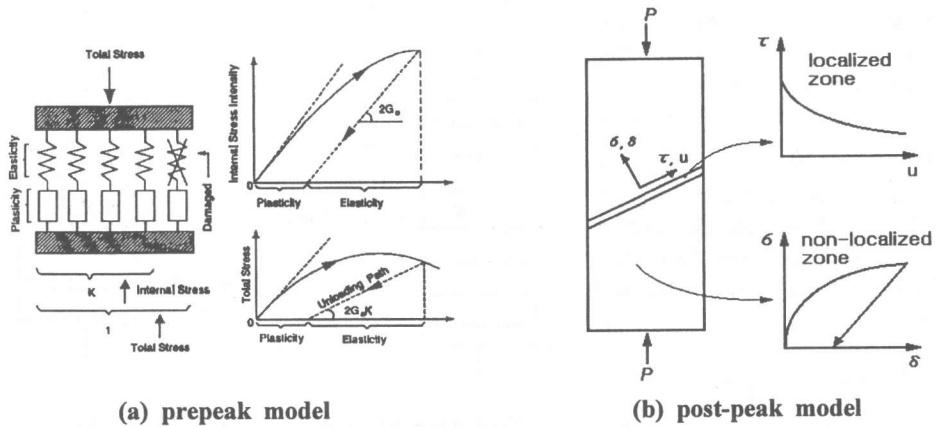 Total Stress
Elasticity
Plasticity
Damaged
K
Internal Stress
1
Total Stress
Internal Stress Intensity
2G₀
0
Plasticity
Elasticity
Total Stress
Unloading Path
2G₀K
0
Plasticity
Elasticity
(a) prepeak model
P
σ, δ
τ, u
P
τ
localized
zone
u
σ
non-localized
zone
δ
(b) post-peak model